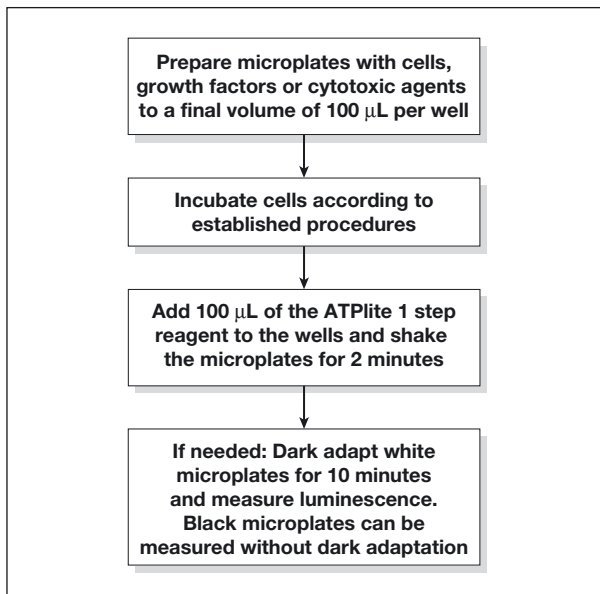 Prepare microplates with cells,
growth factors or cytotoxic agents
to a final volume of 100 μL per well
Incubate cells according to
established procedures
Add 100 μL of the ATPlite 1 step
reagent to the wells and shake
the microplates for 2 minutes
If needed: Dark adapt white
microplates for 10 minutes
and measure luminescence.
Black microplates can be
measured without dark adaptation